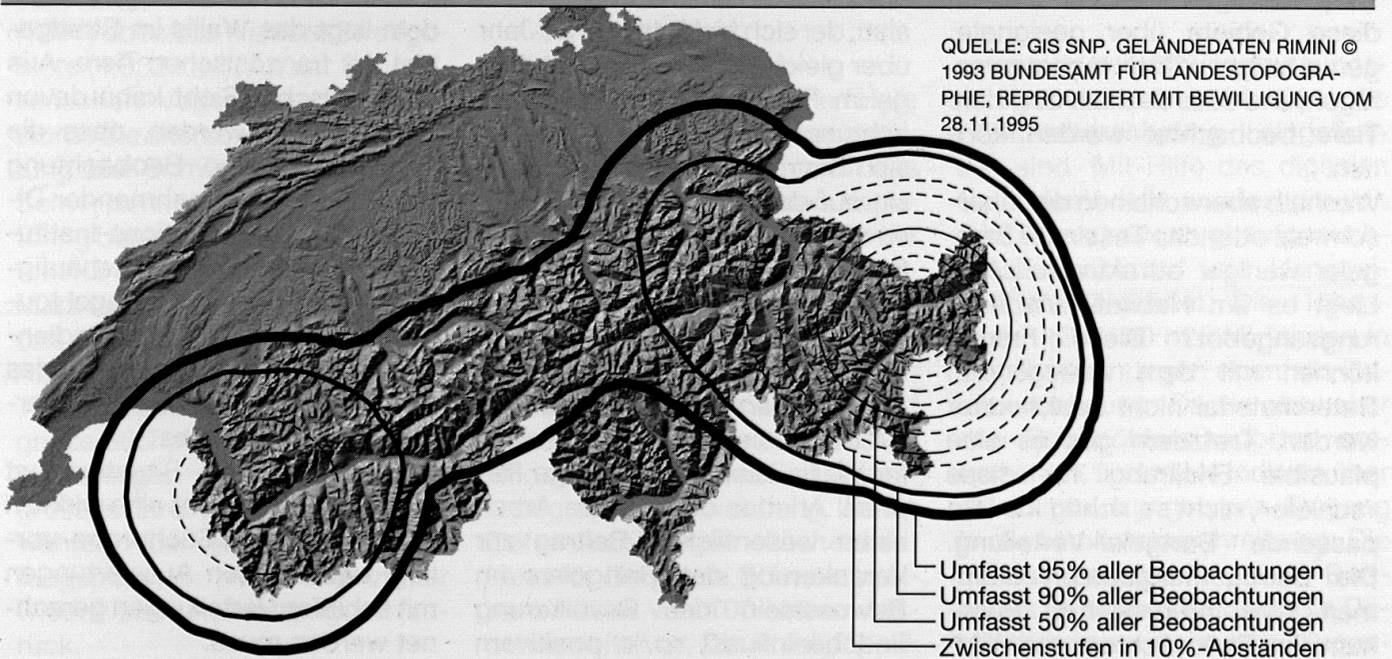 QUELLE: GIS SNP. GELÄNDEDATEN RIMINI ©
1993 BUNDESAMT FÜR LANDESTOPOGRA-
PHIE, REPRODUZIERT MIT BEWILLIGUNG VOM
28.11.1995
Umfasst 95% aller Beobachtungen
Umfasst 90% aller Beobachtungen
Umfasst 50% aller Beobachtungen
Zwischenstufen in 10%-Abständen